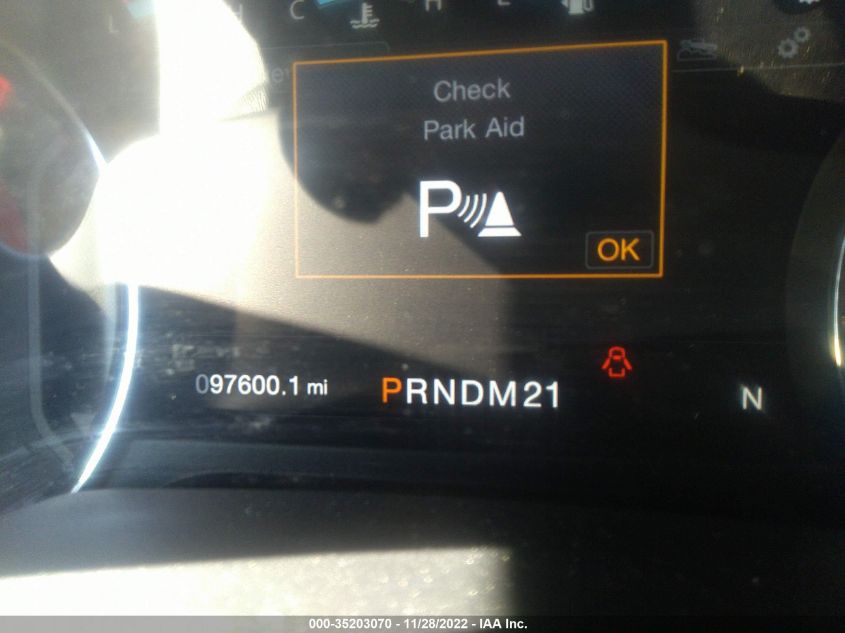 L H C H E
Check
Park Aid
P
OK
097600.1 mi
PRNDM21
N
000-35203070 - 11/28/2022 - IAA Inc.